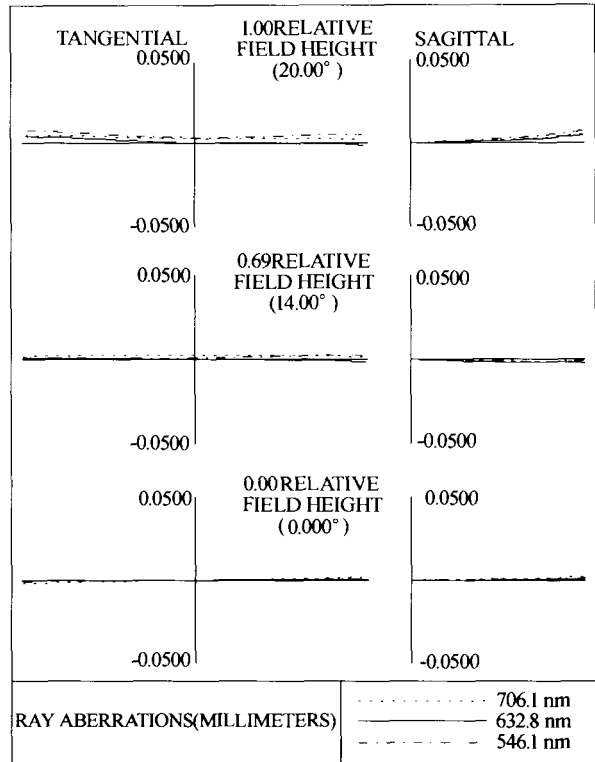 TANGENTIAL
1.00RELATIVE
FIELD HEIGHT
(20.00°)
SAGITTAL
0.0500
0.0500
-0.0500
-0.0500
0.69RELATIVE
FIELD HEIGHT
(14.00°)
0.0500
0.0500
-0.0500
-0.0500
0.00RELATIVE
FIELD HEIGHT
(0.000°)
0.0500
0.0500
-0.0500
-0.0500
RAY ABERRATIONS(MILLIMETERS)
706.1 nm
632.8 nm
546.1 nm